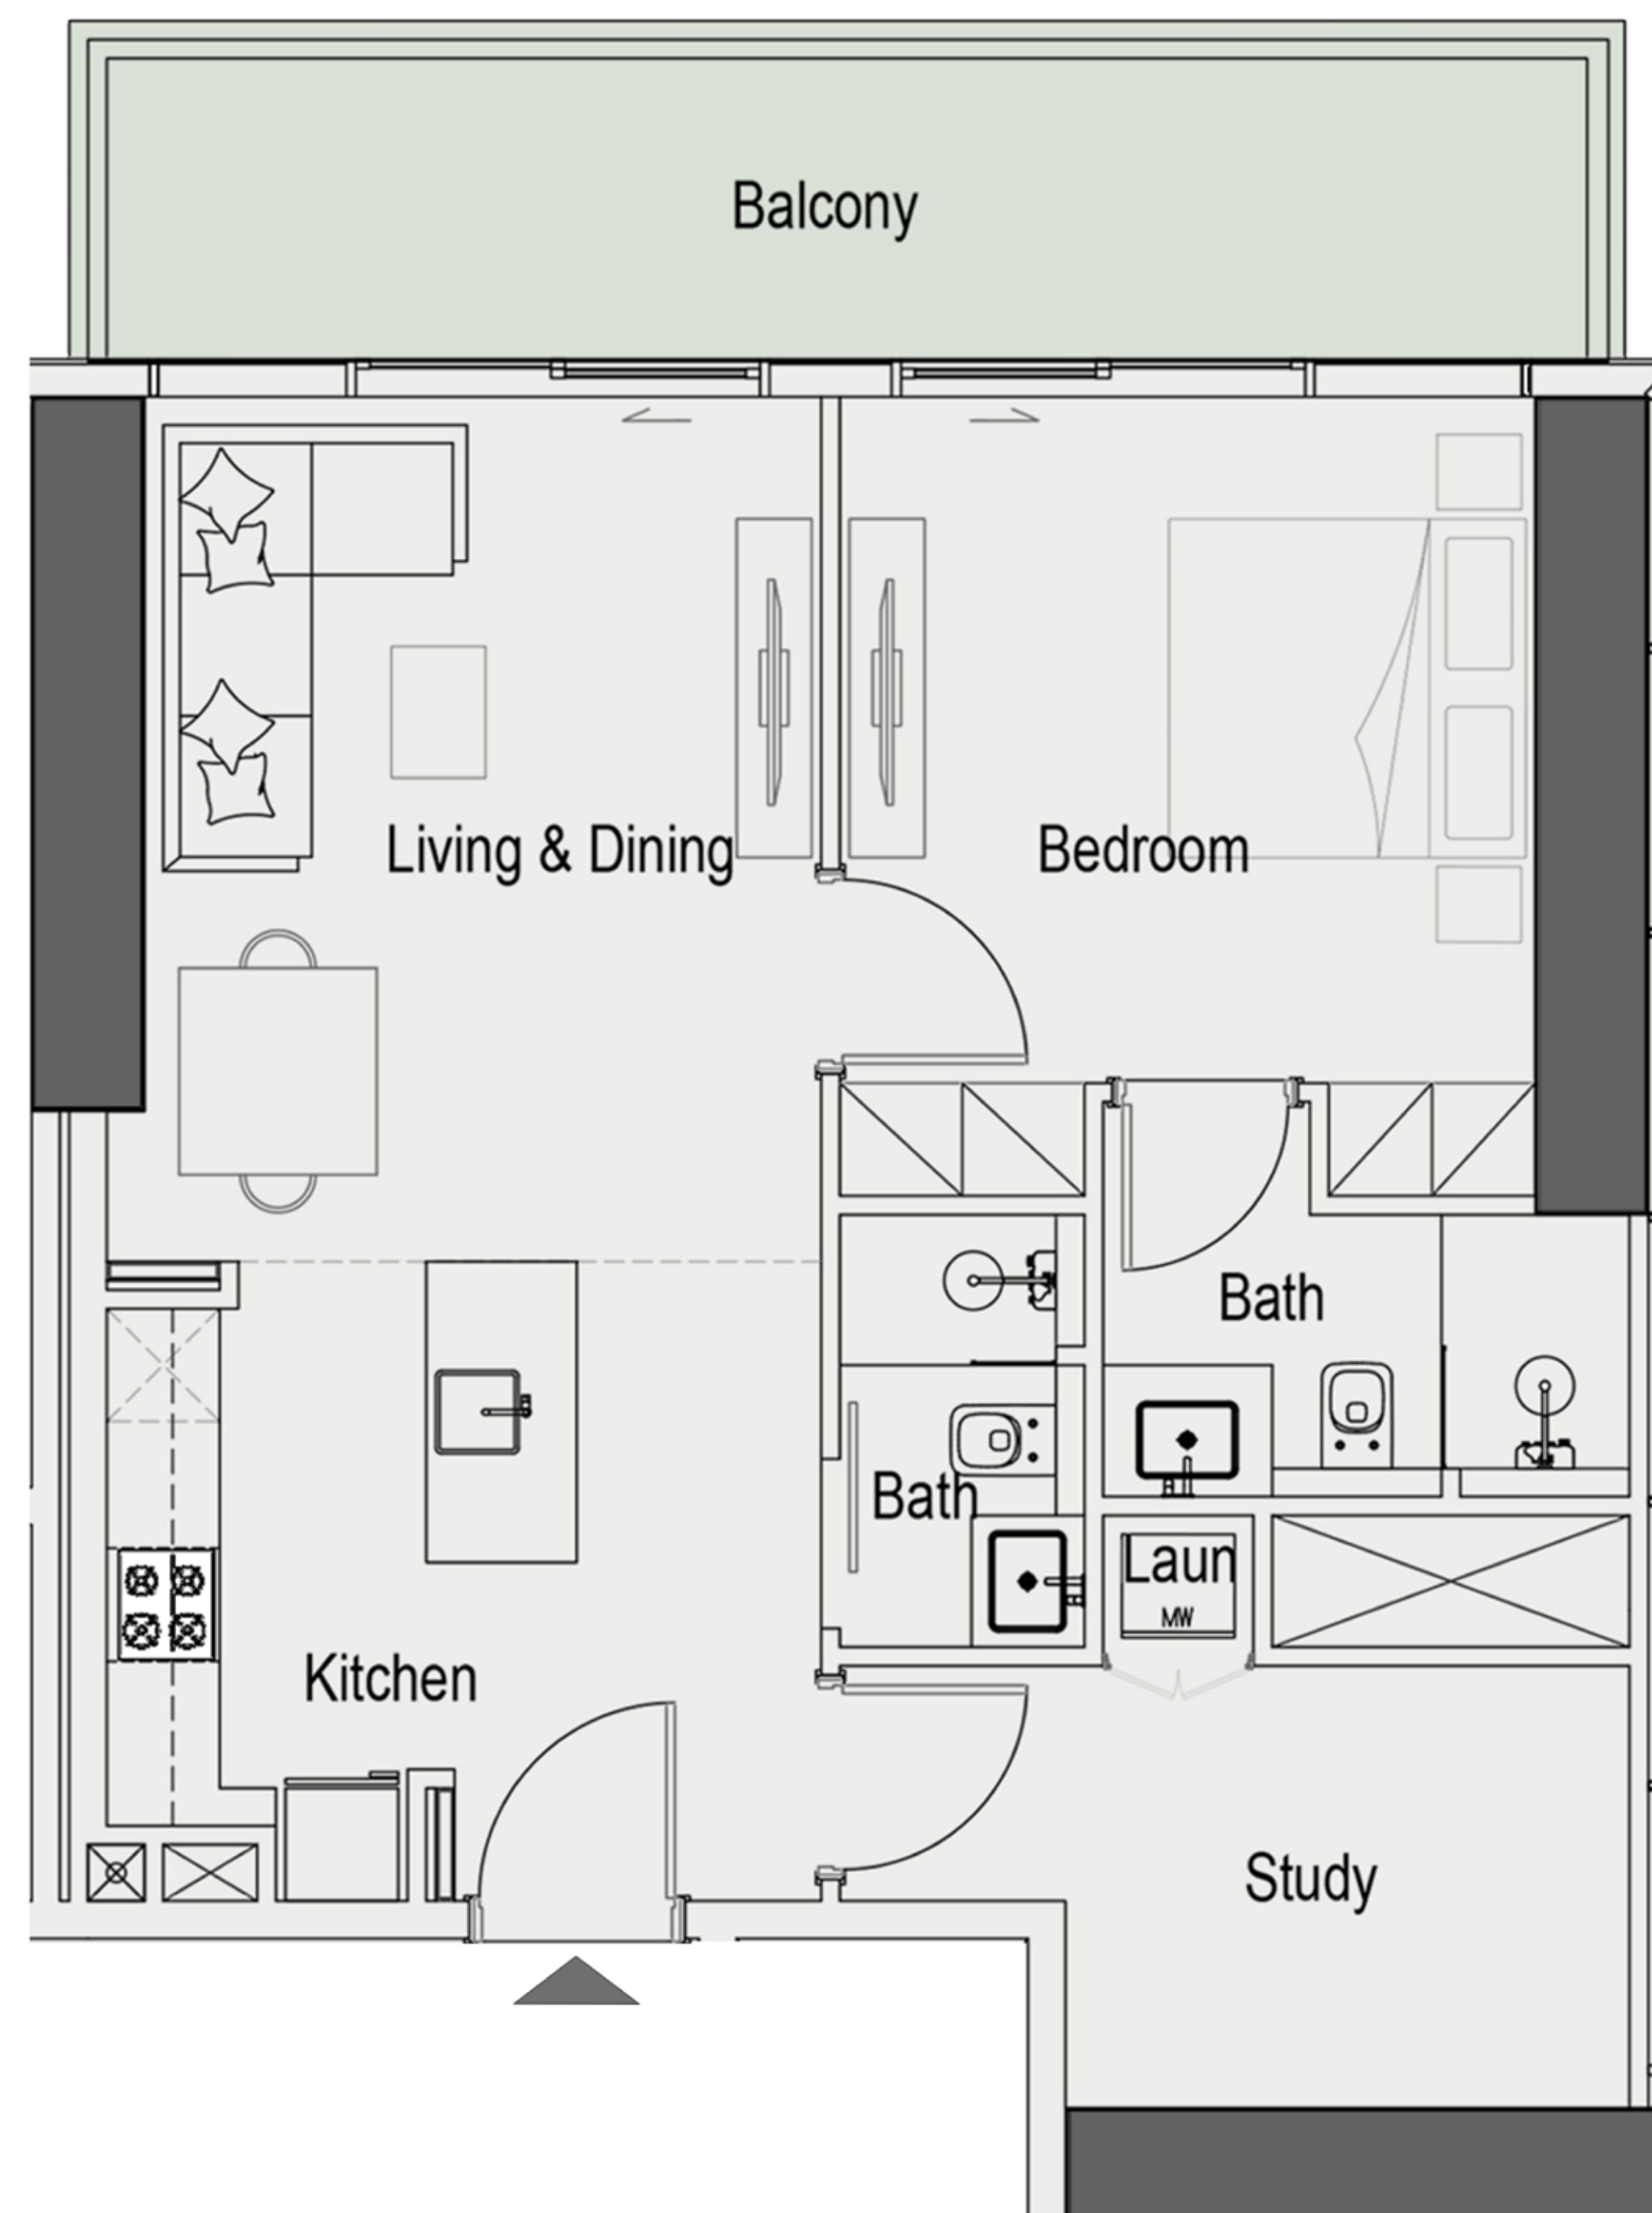 Balcony
Living & Dining
Bedroom
Bath
Bath
Laun
MW
Kitchen
Study